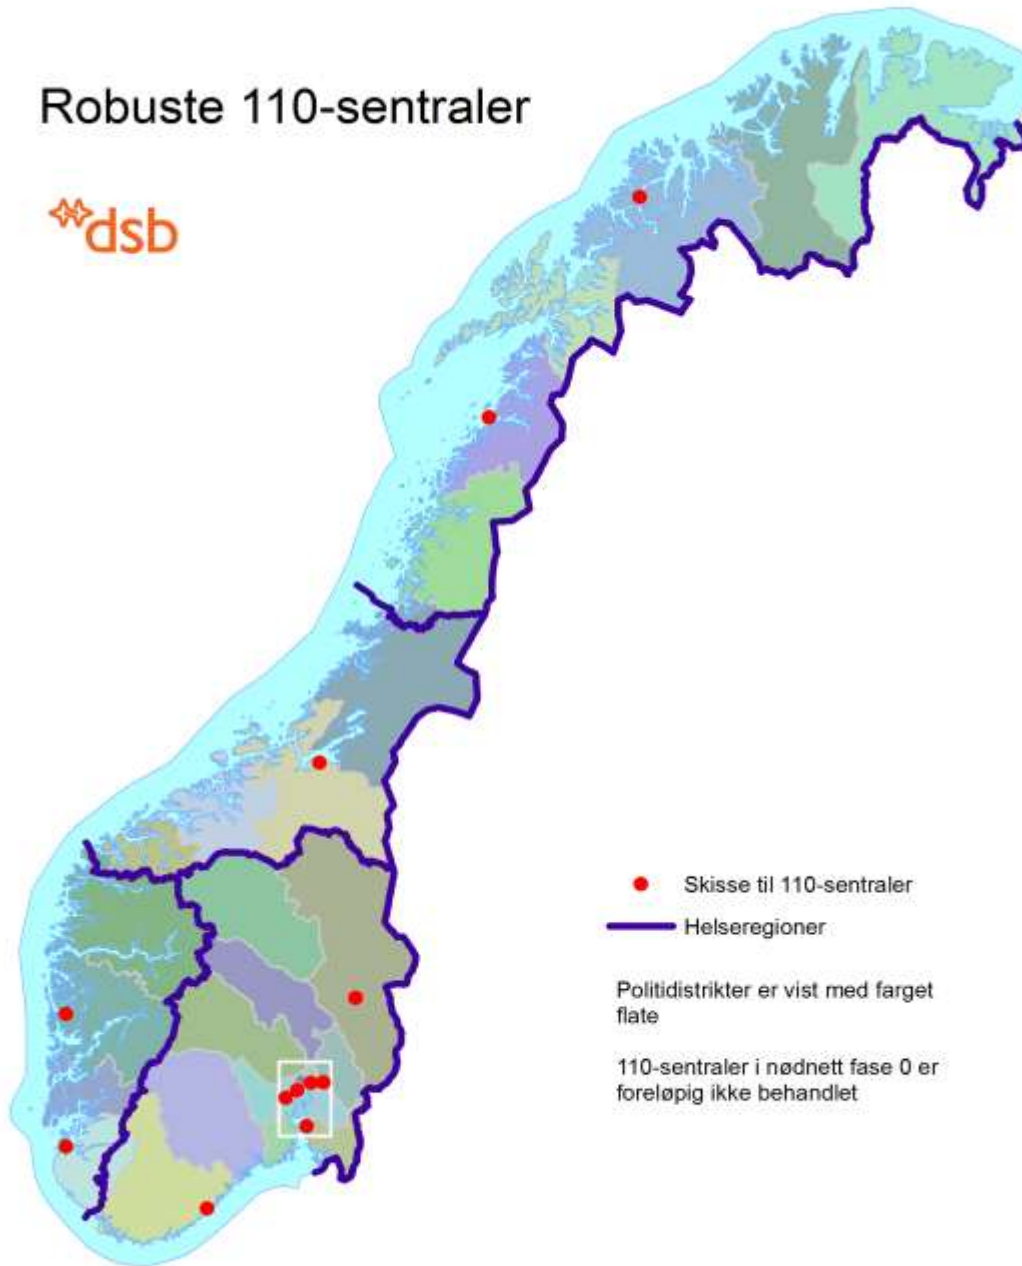 Robuste 110-sentraler
dsb
Skisse til 110-sentraler
Helseregioner
Politidistrikter er vist med farget
flate
110-sentraler i nødnett fase 0 er
foreløpig ikke behandlet